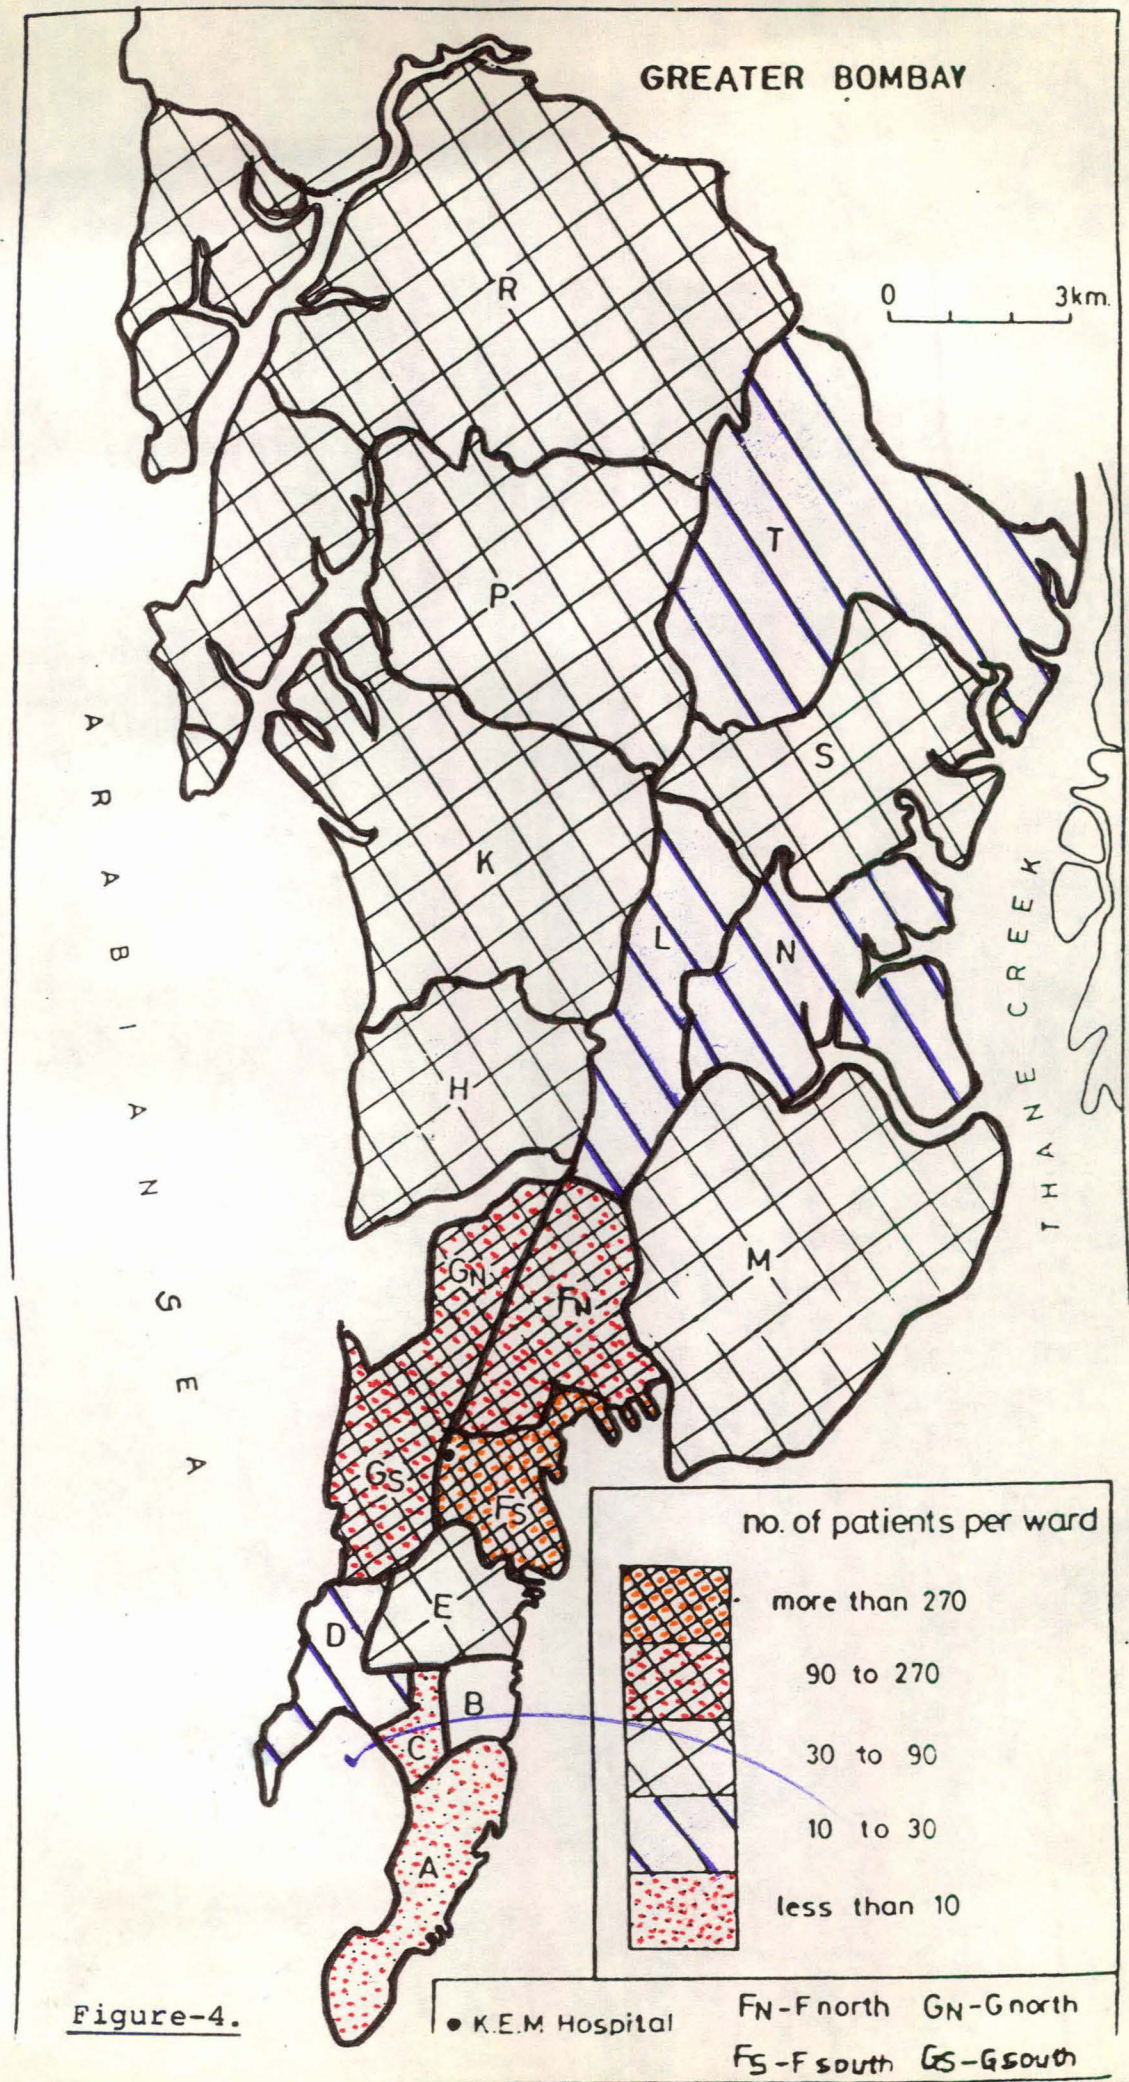 GREATER BOMBAY
0 3km.
R
T
P
S
K
L
N
H
M
GN
FN
GS
FS
E
D
B
C
A
ARABIAN SEA
THANE CREEK
no. of patients per ward
more than 270
90 to 270
30 to 90
10 to 30
less than 10
Figure-4.
• K.E.M Hospital
FN-F north GN-G north
FS-F south GS-G south